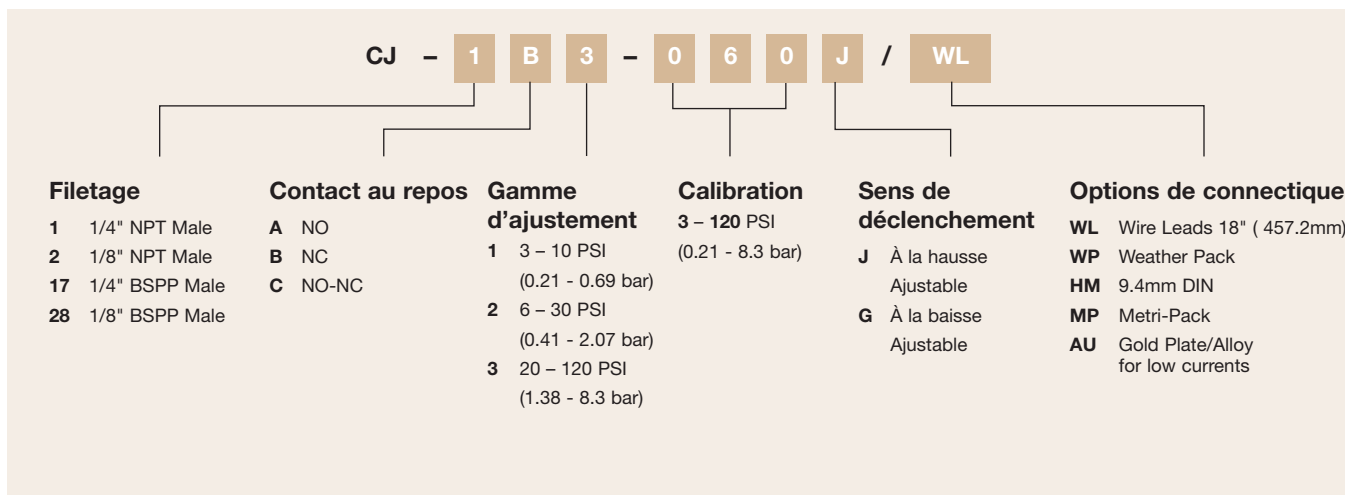 CJ – 1 B 3 – 0 6 0 J / WL
Filetage
1 1/4" NPT Male
2 1/8" NPT Male
17 1/4" BSPP Male
28 1/8" BSPP Male
Contact au repos
A NO
B NC
C NO-NC
Gamme
d'ajustement
1 3 – 10 PSI
(0.21 - 0.69 bar)
2 6 – 30 PSI
(0.41 - 2.07 bar)
3 20 – 120 PSI
(1.38 - 8.3 bar)
Calibration
3 – 120 PSI
(0.21 - 8.3 bar)
Sens de
déclenchement
J À la hausse
Ajustable
G À la baisse
Ajustable
Options de connectique
WL Wire Leads 18" ( 457.2mm)
WP Weather Pack
HM 9.4mm DIN
MP Metri-Pack
AU Gold Plate/Alloy
for low currents